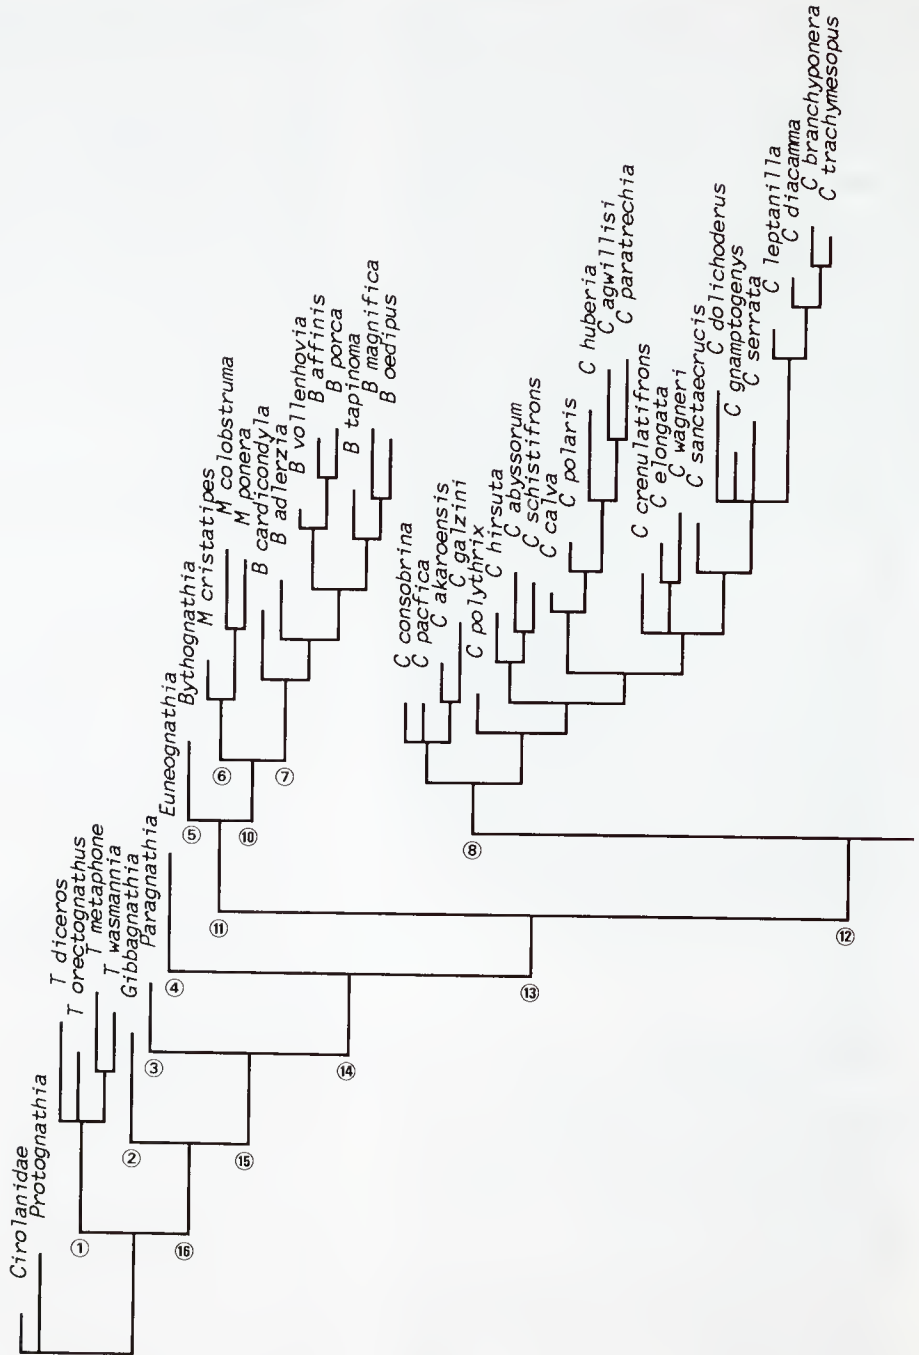 Cirolanidae
Protognathia
T diceros
T orectognathus
T metaphone
T wasmannia
Gibbagnathia
Paragnathia
Euneognathia
Bythognathia
M cristatipes
M colobstruma
M ponera
B cardicondyla
B adlerzia
B vollenhovia
B affinis
B porca
B tapinoma
B magnifica
B oedipus
C consobrina
C pacfica
C akaroensis
C galzini
C polythrix
C hirsuta
C abyssorum
C schistifrons
C calva
C polaris
C huberia
C agwillisi
C paratrechia
C crenulatifrons
C elongata
C wagneri
C sanctaecrucis
C dolichoderus
C gnamptogenys
C serrata
C leptanilla
C diacamma
C branchyponera
C trachymesopus
1
2
3
4
5
6
7
8
10
11
12
13
14
15
16